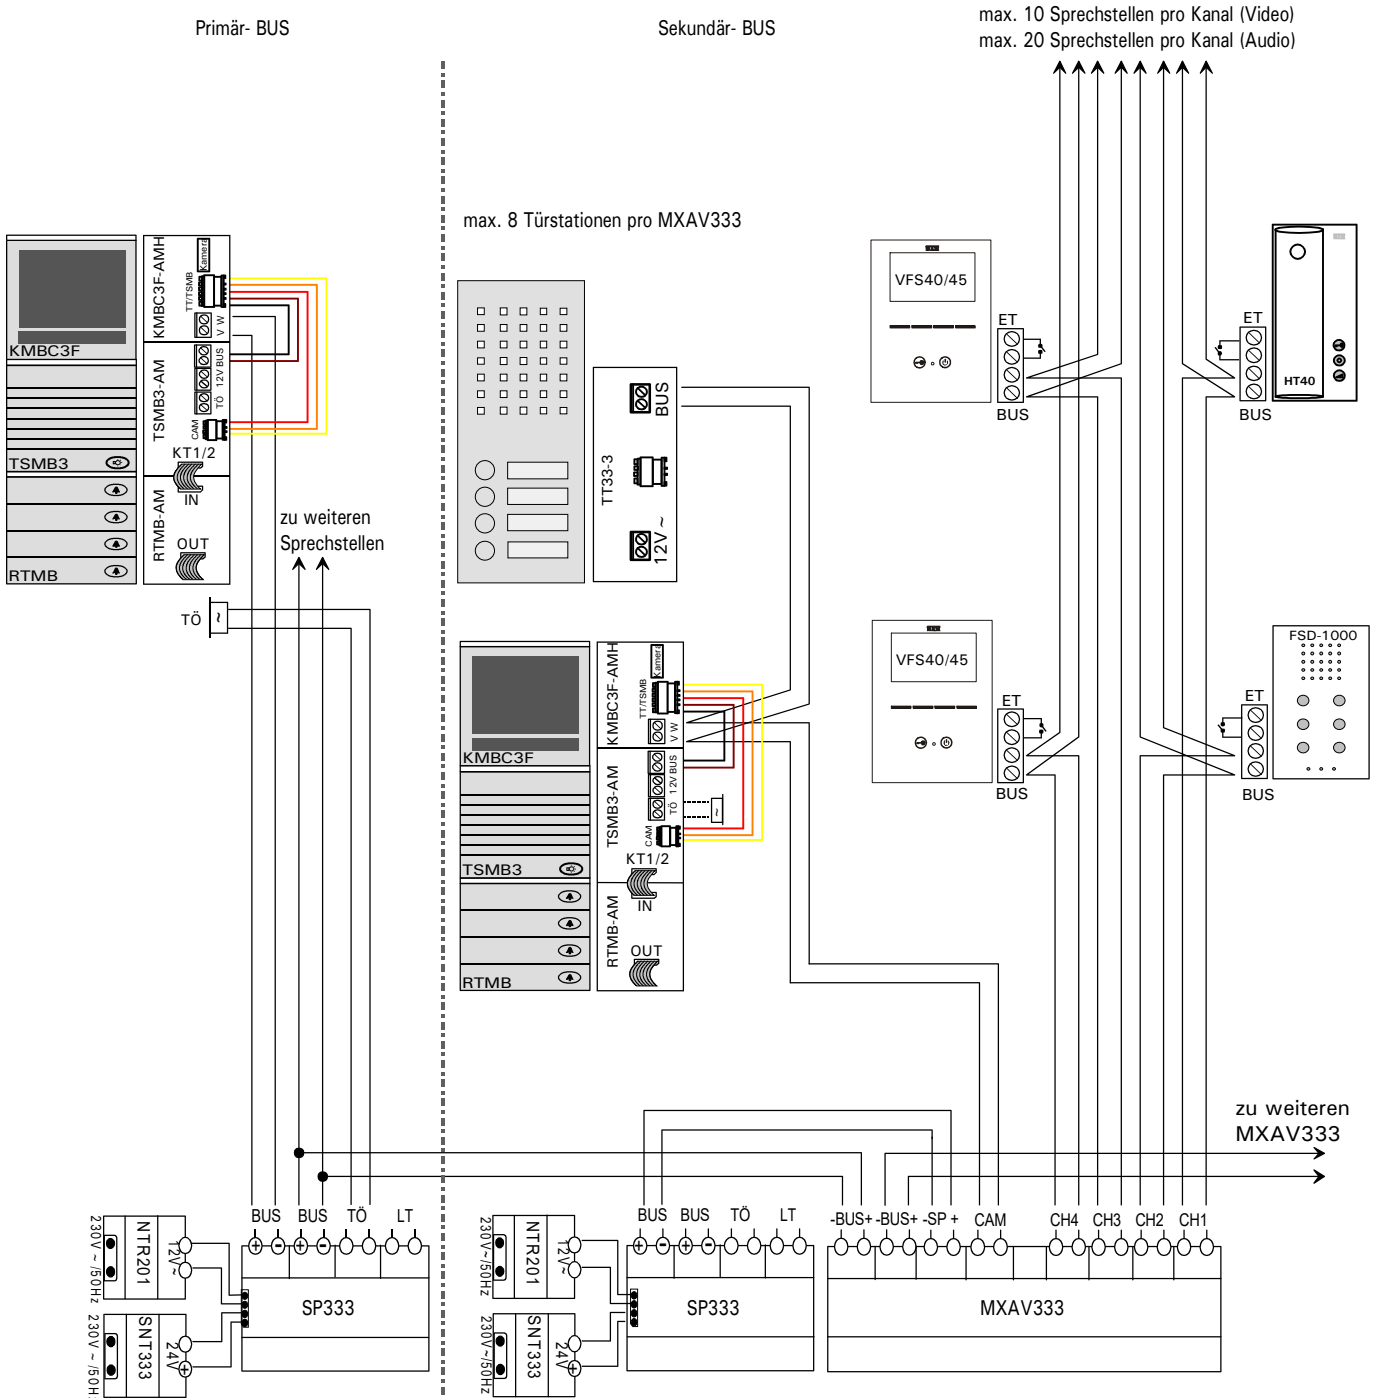 Primär- BUS
Sekundär- BUS
max. 10 Sprechstellen pro Kanal (Video)
max. 20 Sprechstellen pro Kanal (Audio)
max. 8 Türstationen pro MXAV333
KMBC3F
TSMB3
RTMB
KMBC3F-AMH
Kamera
TT/TSMB
V W
TSMB3-AM
TÖ 12V BUS
CAM
KT1/2
IN
RTMB-AM
OUT
TÖ
~
zu weiteren
Sprechstellen
TT33-3
BUS
12V ~
KMBC3F
TSMB3
RTMB
KMBC3F-AMH
Kamera
TT/TSMB
V W
TSMB3-AM
TÖ 12V BUS
~
CAM
KT1/2
IN
RTMB-AM
OUT
VFS40/45
ET
BUS
ET
BUS
HT40
VFS40/45
ET
BUS
FSD-1000
ET
BUS
zu weiteren
MXAV333
230V~/50Hz
NTR201
12V~
230V~/50Hz
SNT333
24V
BUS BUS TÖ LT
+ - + -
SP333
230V~/50Hz
NTR201
12V~
230V~/50Hz
SNT333
24V
BUS BUS TÖ LT
+ - + -
SP333
-BUS+ -BUS+ -SP + CAM CH4 CH3 CH2 CH1
MXAV333